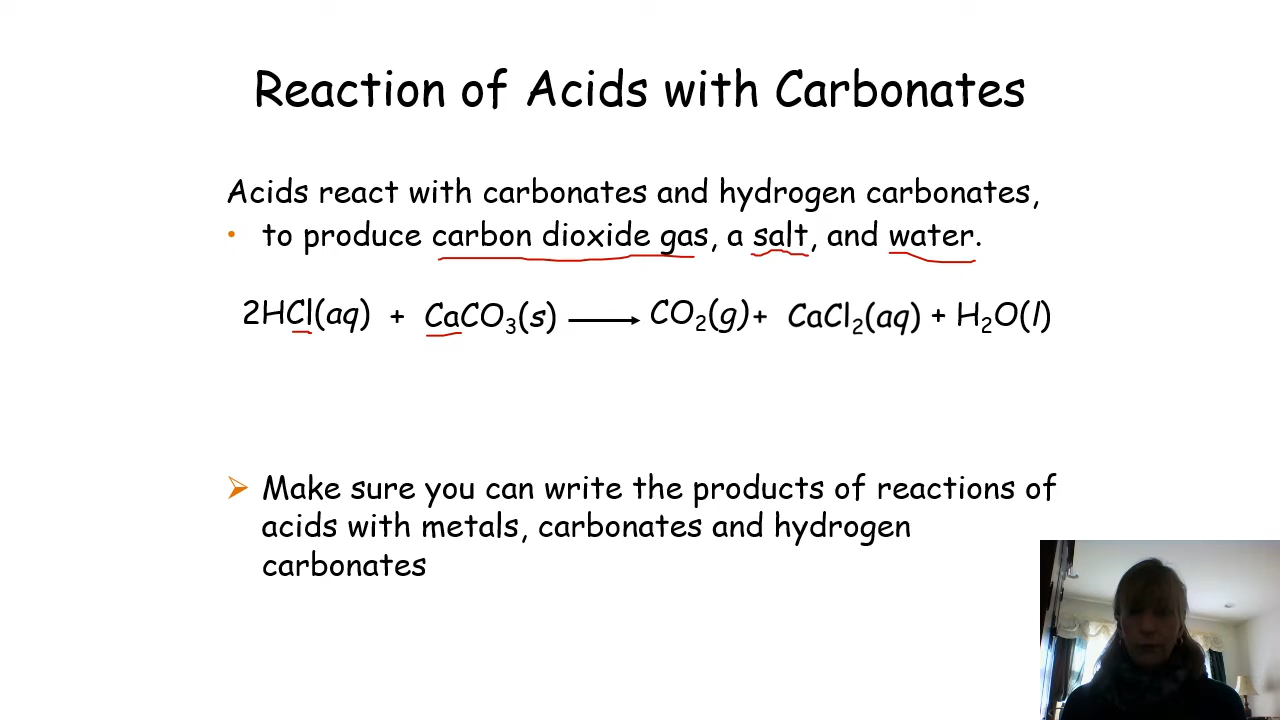 Reaction of Acids with Carbonates
Acids react with carbonates and hydrogen carbonates,
• to produce carbon dioxide gas, a salt, and water.
2HCl(aq) + CaCO₃(s) ⟶ CO₂(g)+ CaCl₂(aq) + H₂O(l)
➢ Make sure you can write the products of reactions of
acids with metals, carbonates and hydrogen
carbonates